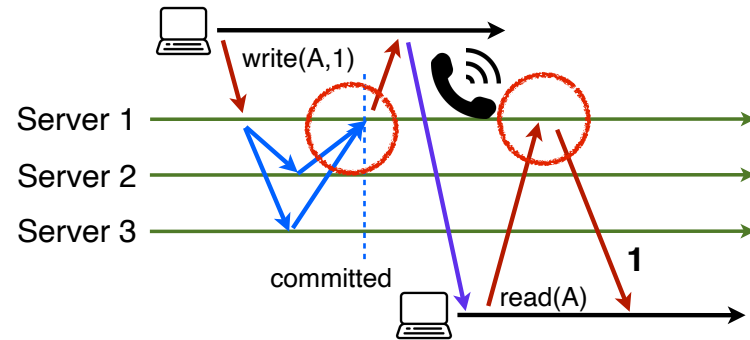 write(A,1)
Server 1
Server 2
Server 3
committed
1
read(A)